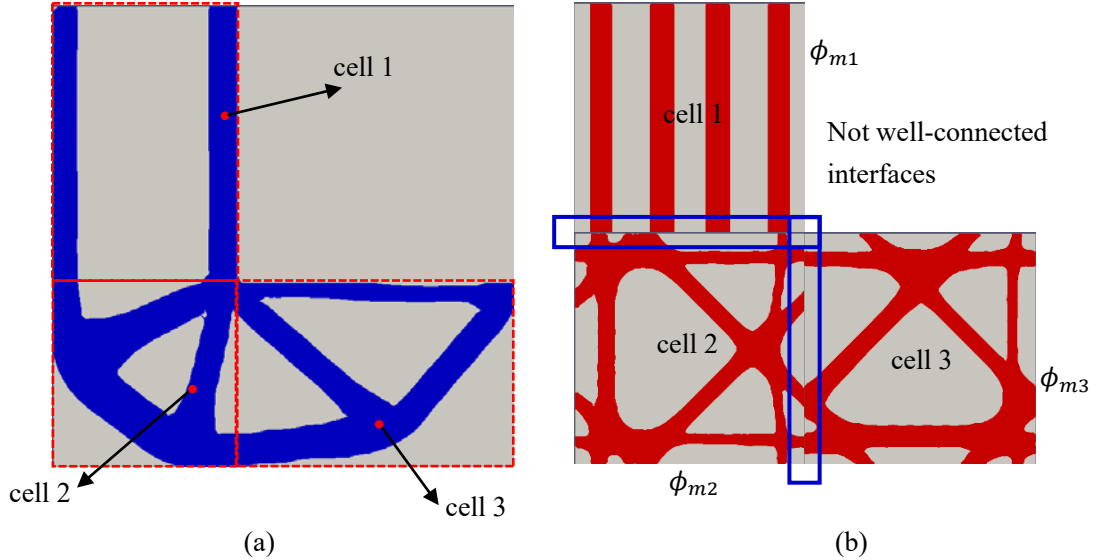 cell 1
cell 2
cell 3
(a)
ϕm1
cell 1
Not well-connected
interfaces
cell 2
cell 3
ϕm3
ϕm2
(b)